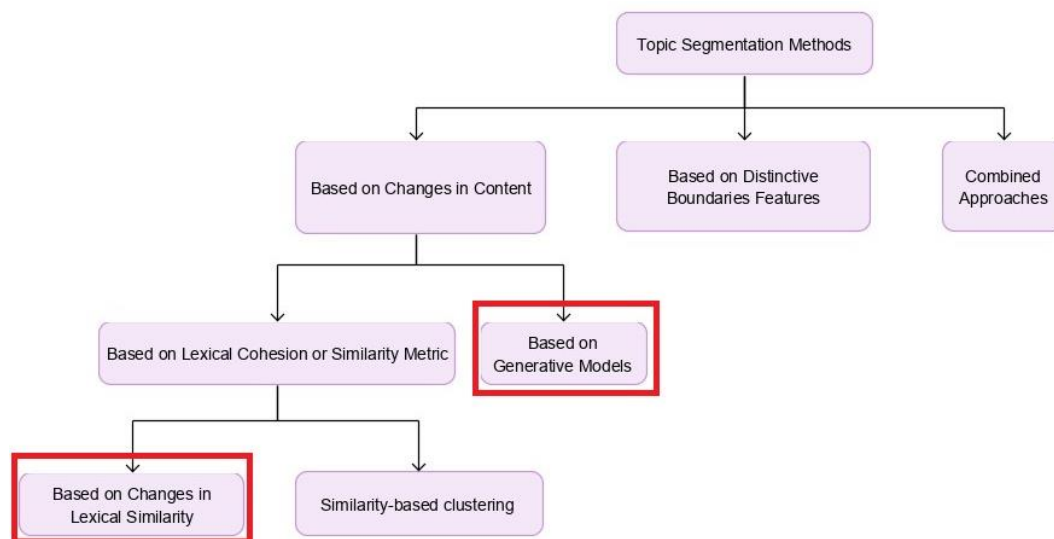 Topic Segmentation Methods
Based on Changes in Content
Based on Distinctive
Boundaries Features
Combined
Approaches
Based on Lexical Cohesion or Similarity Metric
Based on
Generative Models
Based on Changes in
Lexical Similarity
Similarity-based clustering